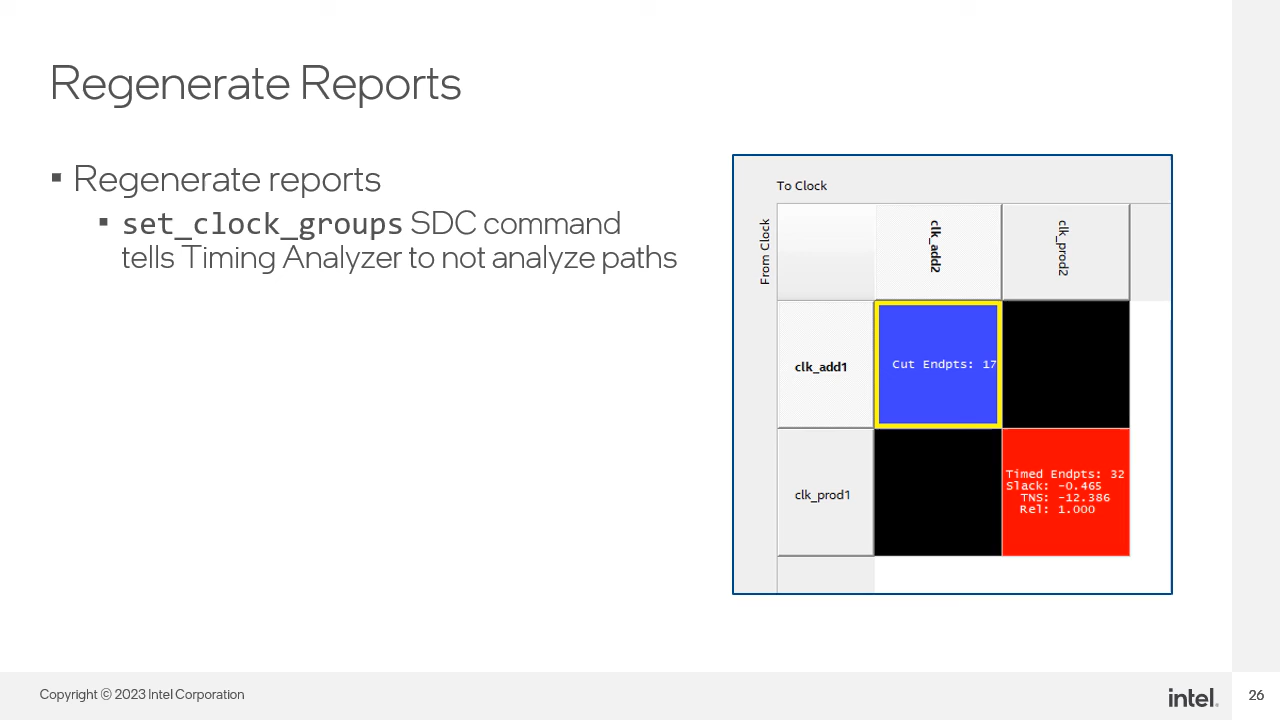 Regenerate Reports
▪ Regenerate reports
▪ set_clock_groups SDC command
tells Timing Analyzer to not analyze paths
To Clock
From Clock
clk_add2
clk_prod2
clk_add1
Cut Endpts: 17
clk_prod1
Timed Endpts: 32
Slack: -0.465
TNS: -12.386
Rel: 1.000
Copyright © 2023 Intel Corporation
intel.
26